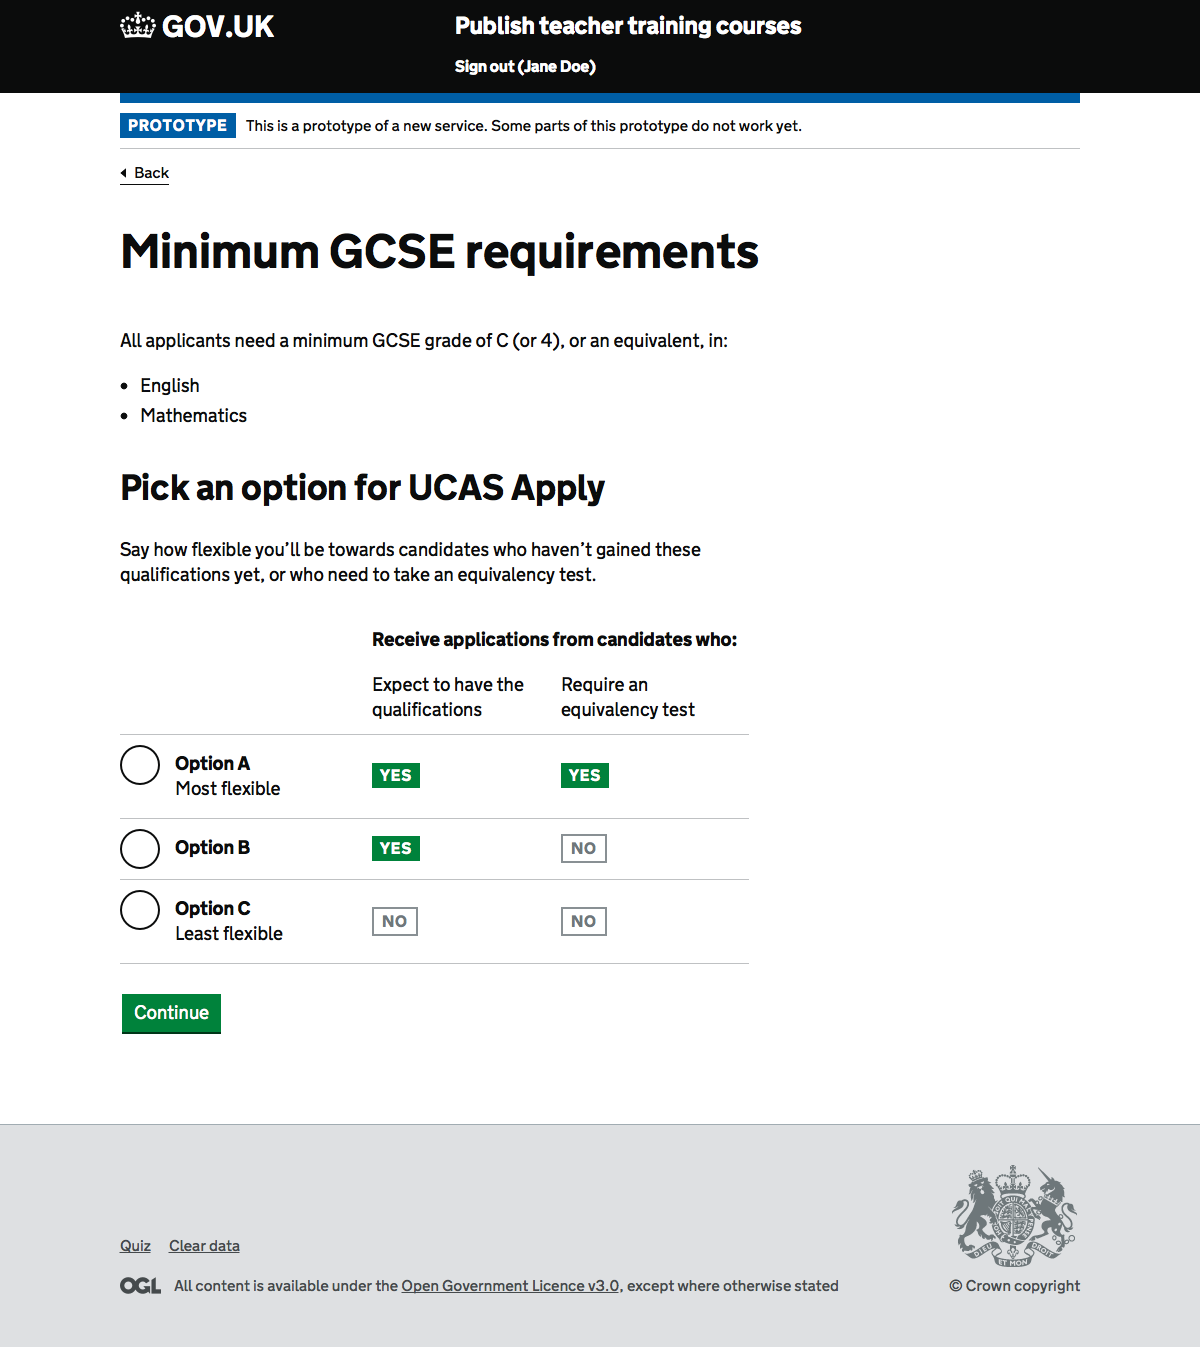 GOV.UK
Publish teacher training courses
Sign out (Jane Doe)
PROTOTYPE This is a prototype of a new service. Some parts of this prototype do not work yet.
Back
Minimum GCSE requirements
All applicants need a minimum GCSE grade of C (or 4), or an equivalent, in:
• English
• Mathematics
Pick an option for UCAS Apply
Say how flexible you’ll be towards candidates who haven’t gained these
qualifications yet, or who need to take an equivalency test.
Receive applications from candidates who:
Expect to have the Require an
qualifications equivalency test
Option A
Most flexible
YES YES
Option B YES NO
Option C
Least flexible
NO NO
Continue
DIEU ET MON DROIT
Quiz Clear data
OGL All content is available under the Open Government Licence v3.0, except where otherwise stated
© Crown copyright